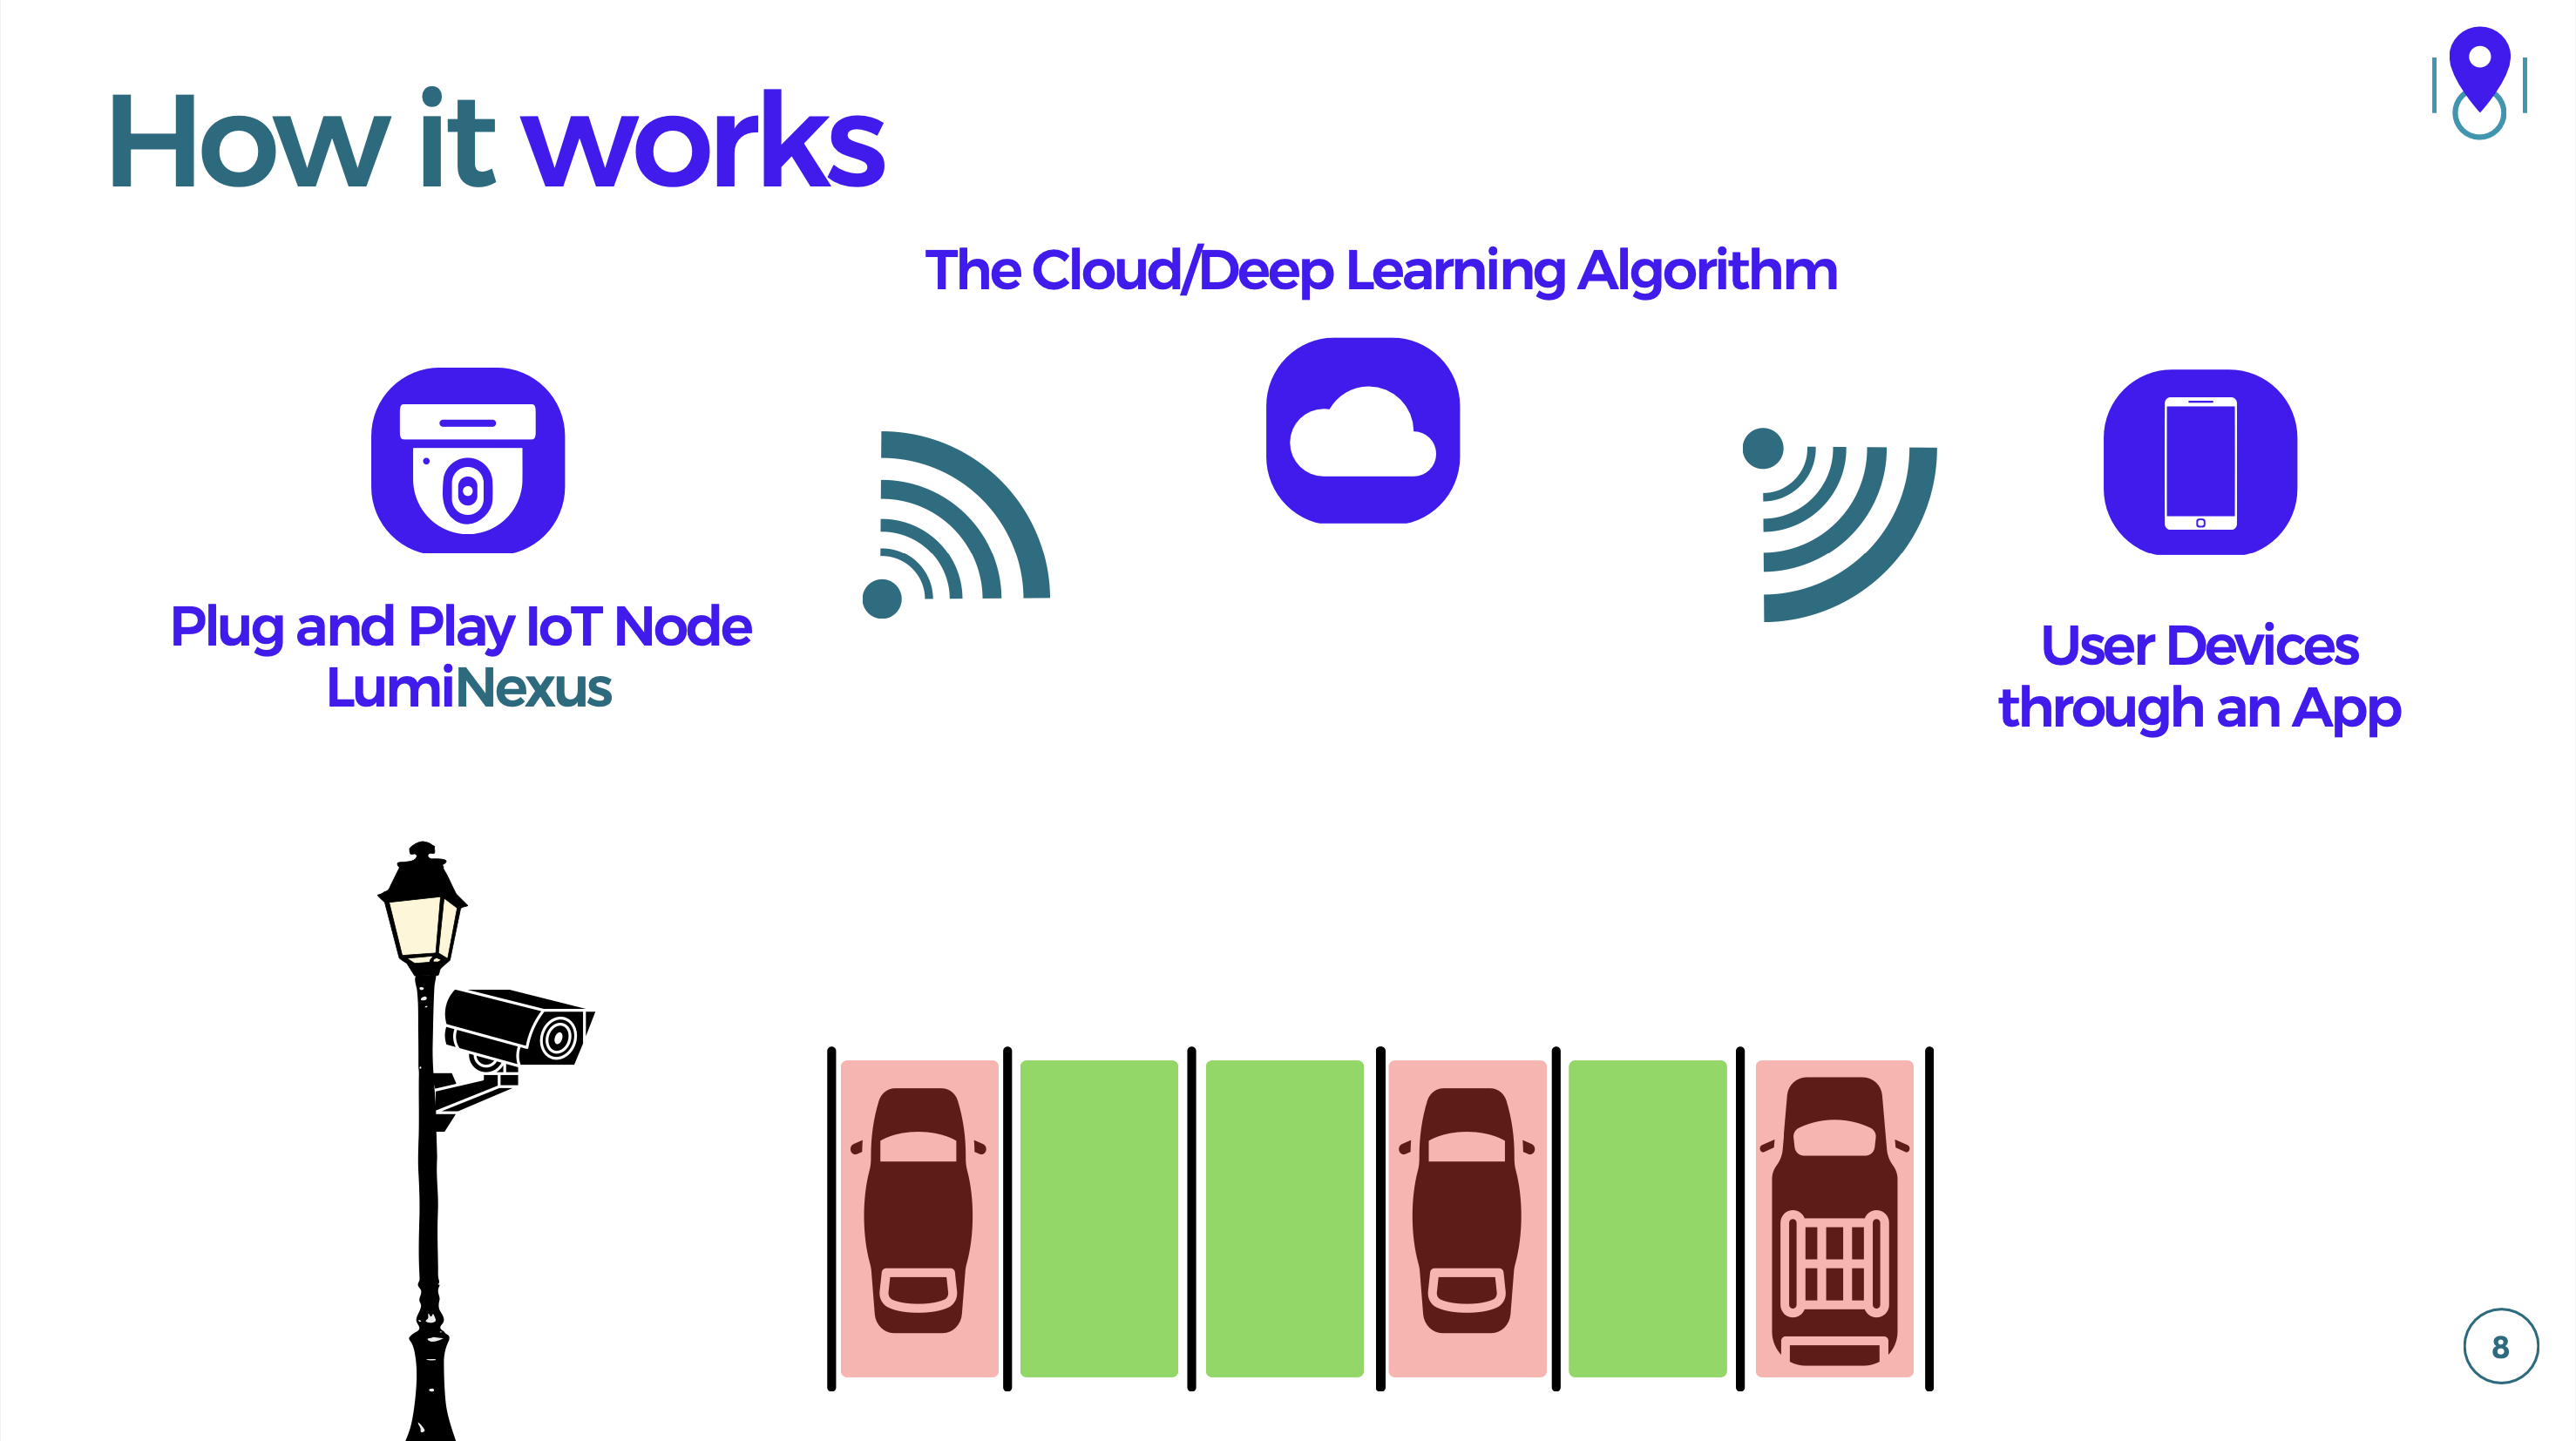 How it works
The Cloud/Deep Learning Algorithm
Plug and Play IoT Node
LumiNexus
User Devices
through an App
8